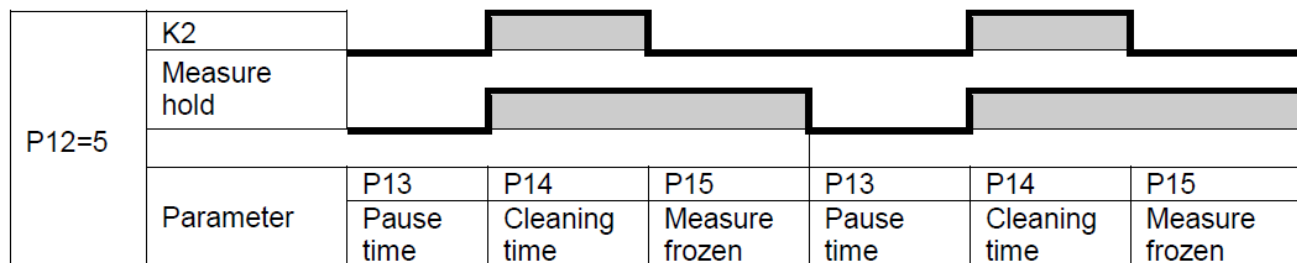 K2
Measure
hold
P12=5
P13 P14 P15 P13 P14 P15
Parameter
Pause Cleaning Measure Pause Cleaning Measure
time time frozen time time frozen